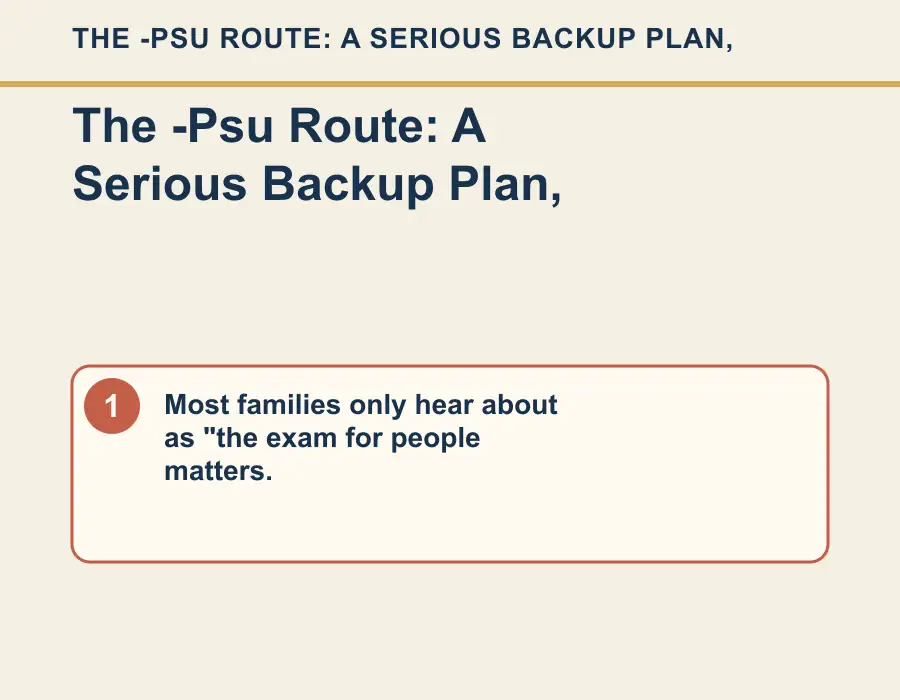 THE -PSU ROUTE: A SERIOUS BACKUP PLAN,
The -Psu Route: A
Serious Backup Plan,
1
Most families only hear about
as "the exam for people
matters.